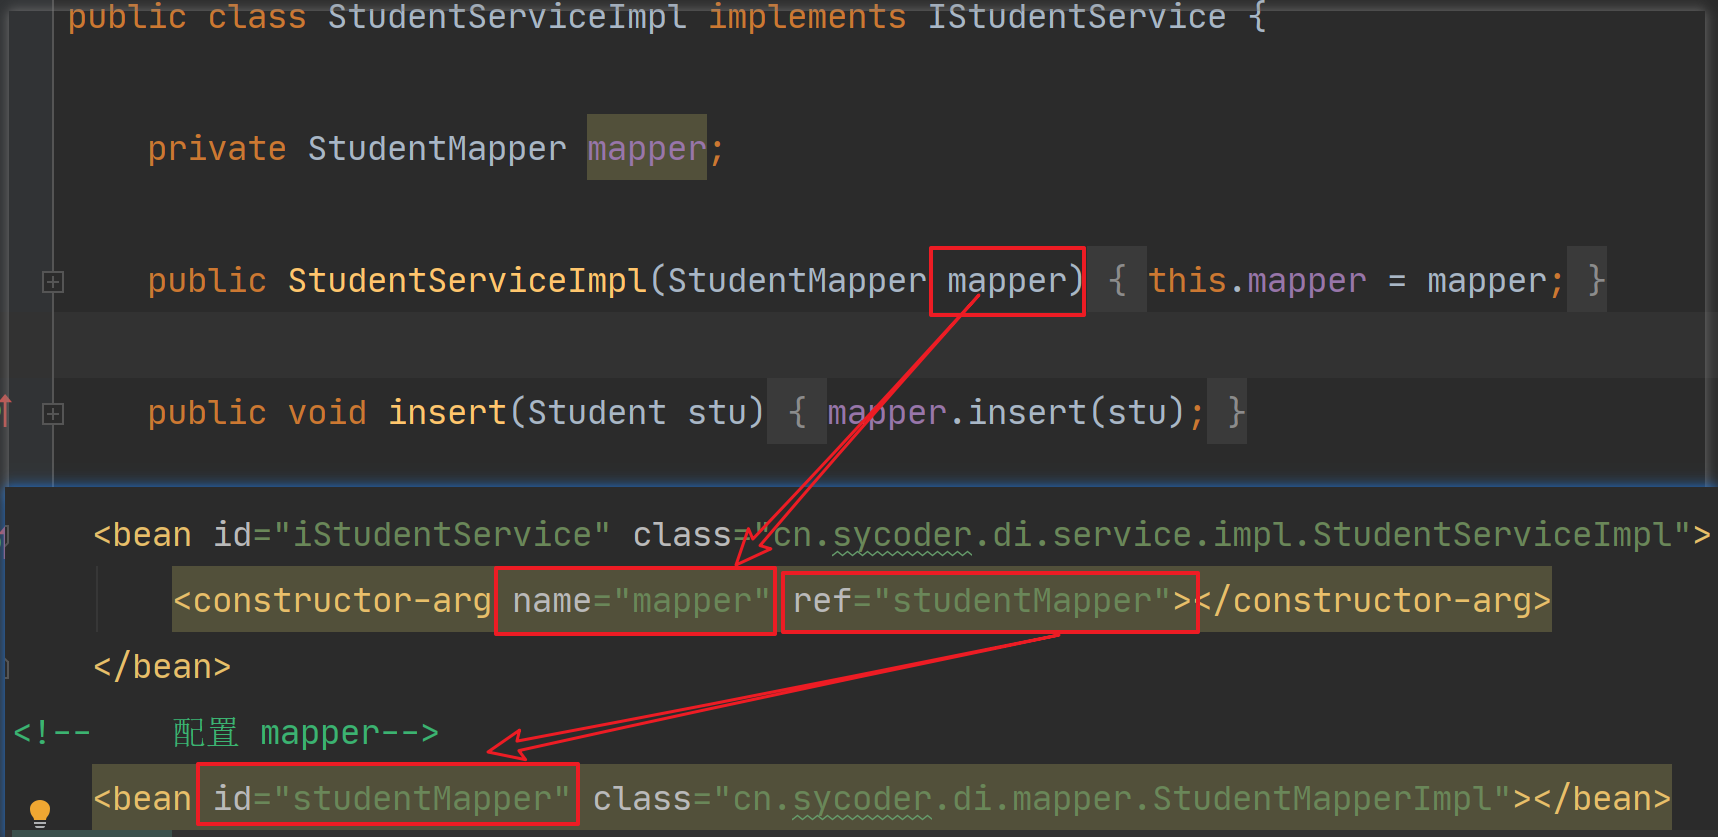 public class StudentServiceImpl implements IStudentService {
private StudentMapper mapper;
public StudentServiceImpl(StudentMapper mapper) { this.mapper = mapper; }
public void insert(Student stu) { mapper.insert(stu); }
<bean id="iStudentService" class="cn.sycoder.di.service.impl.StudentServiceImpl">
<constructor-arg name="mapper" ref="studentMapper"></constructor-arg>
</bean>
<!-- 配置 mapper-->
<bean id="studentMapper" class="cn.sycoder.di.mapper.StudentMapperImpl"></bean>